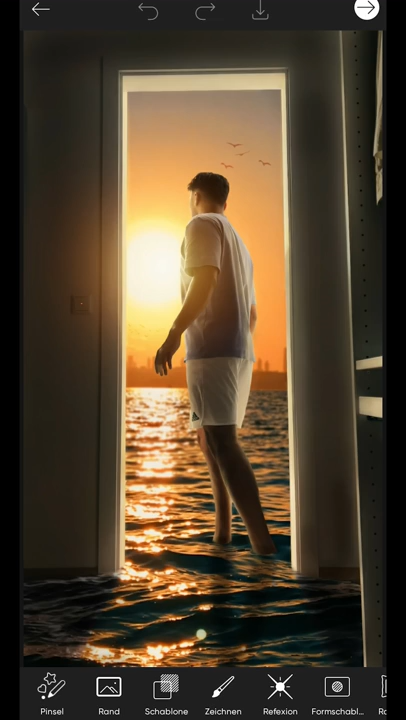 Pinsel
Rand
Schablone
Zeichnen
Refexion
Formschabl...